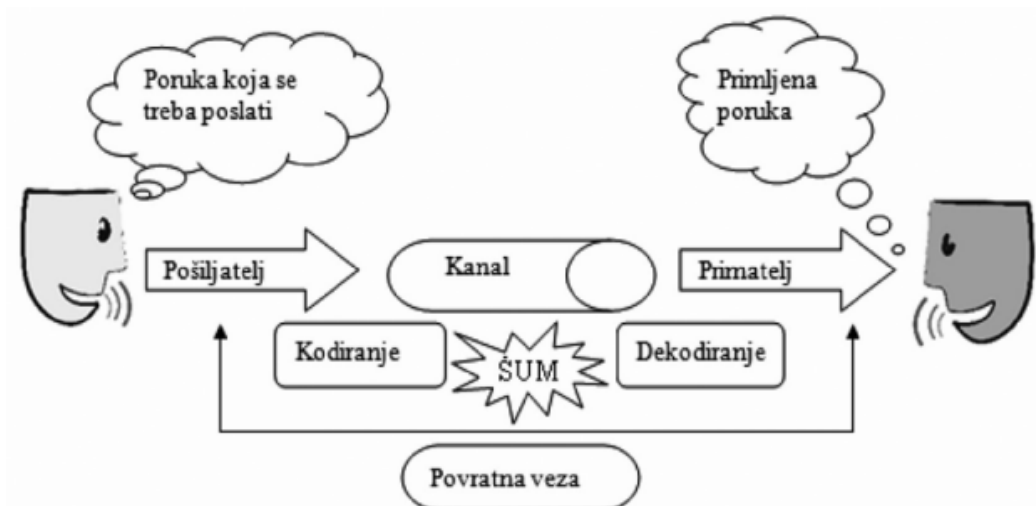 Poruka koja se
treba poslati
Primljena
poruka
Pošiljatelj
Kanal
Primatelj
Kodiranje
ŠUM
Dekodiranje
Povratna veza